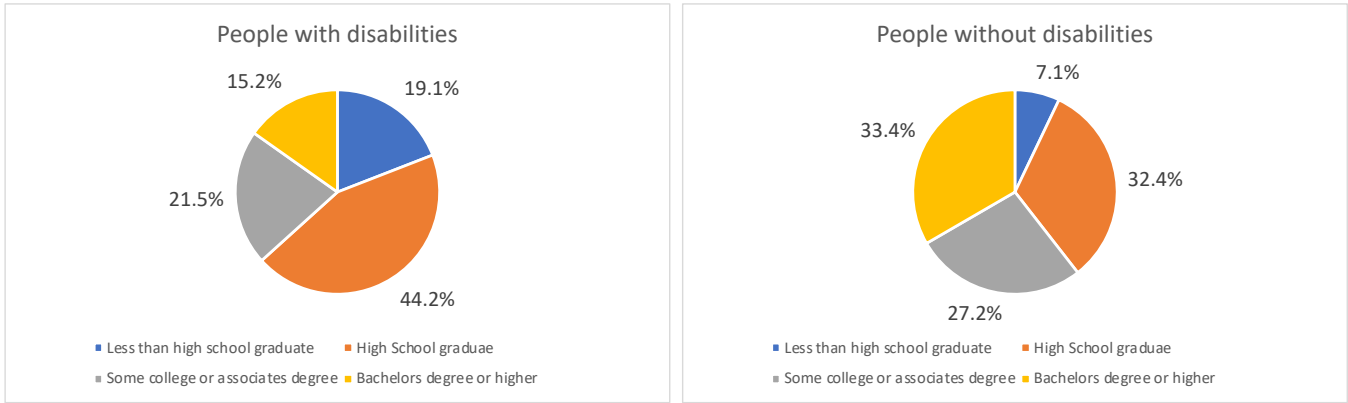 People with disabilities
15.2%
19.1%
21.5%
44.2%
Less than high school graduate
High School graduae
Some college or associates degree
Bachelors degree or higher
People without disabilities
7.1%
33.4%
32.4%
27.2%
Less than high school graduate
High School graduae
Some college or associates degree
Bachelors degree or higher